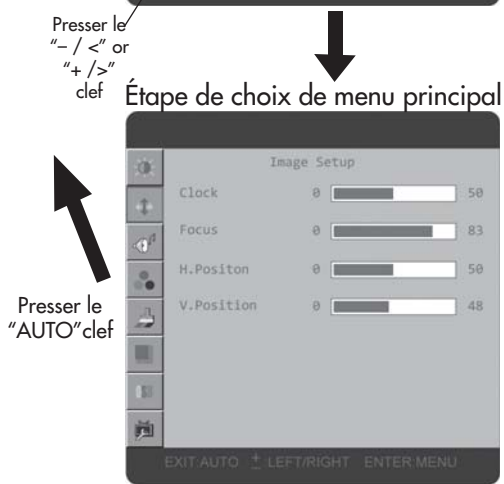 Presser le
“– / <” or
“+ />”
clef
Étape de choix de menu principal
Image Setup
Clock 0 50
Focus 0 83
H.Positon 0 50
V.Position 0 48
Presser le
“AUTO”clef
EXIT:AUTO ± LEFT/RIGHT ENTER:MENU